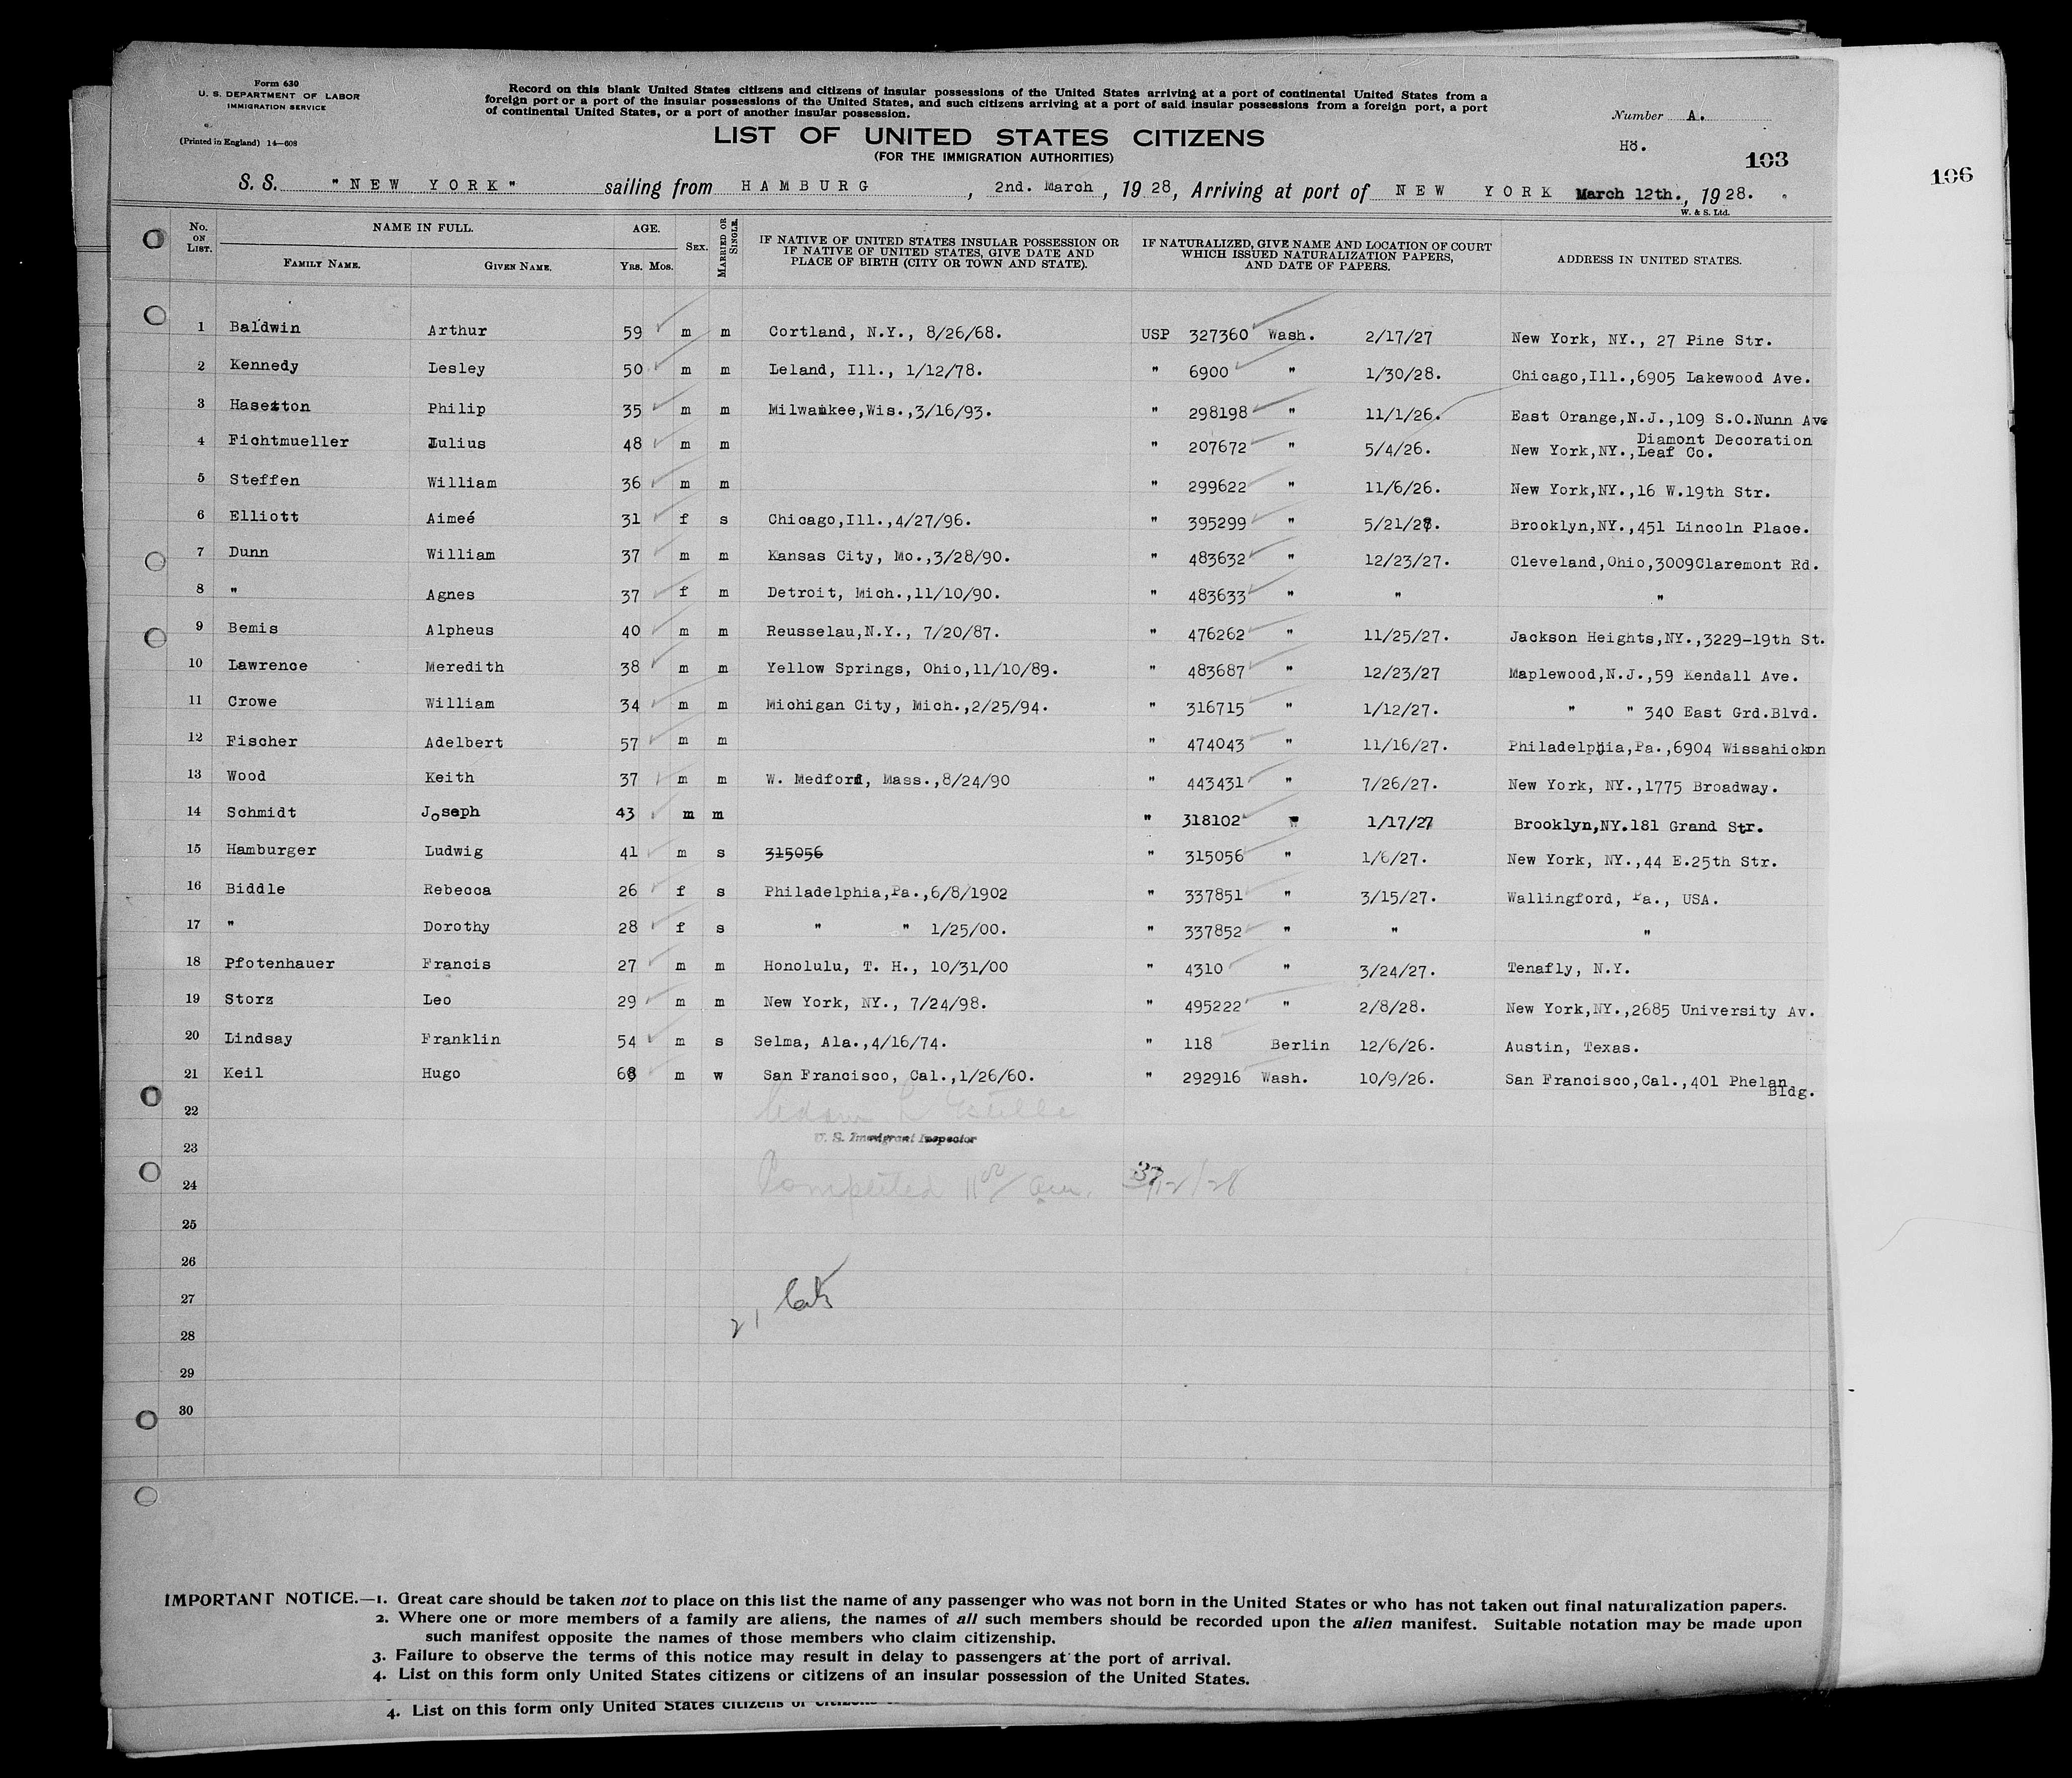 Form 630
U. S. DEPARTMENT OF LABOR
IMMIGRATION SERVICE
(Printed in England) 14—608
Record on this blank United States citizens and citizens of insular possessions of the United States arriving at a port of continental United States from a
foreign port or a port of the insular possessions of the United States, and such citizens arriving at a port of said insular possessions from a foreign port, a port
of continental United States, or a port of another insular possession.
LIST OF UNITED STATES CITIZENS
(FOR THE IMMIGRATION AUTHORITIES)
Number A.
H8.
103
106
S. S. "NEW YORK" sailing from HAMBURG, 2nd. March, 1928, Arriving at port of NEW YORK March 12th., 1928.
W. & S. Ltd.
No. ON LIST. NAME IN FULL. FAMILY NAME. GIVEN NAME. AGE. YRS. MOS. SEX. MARRIED OR SINGLE. IF NATIVE OF UNITED STATES INSULAR POSSESSION OR IF NATIVE OF UNITED STATES, GIVE DATE AND PLACE OF BIRTH (CITY OR TOWN AND STATE). IF NATURALIZED, GIVE NAME AND LOCATION OF COURT WHICH ISSUED NATURALIZATION PAPERS, AND DATE OF PAPERS. ADDRESS IN UNITED STATES.
1 Baldwin Arthur 59 m m Cortland, N.Y., 8/26/68. USP 327360 Wash. 2/17/27 New York, NY., 27 Pine Str.
2 Kennedy Lesley 50 m m Leland, Ill., 1/12/78. " 6900 " 1/30/28. Chicago,Ill.,6905 Lakewood Ave.
3 Philip 35 m m Milwaukee,Wis.,3/16/93. " 298198 " 11/1/26. East Orange,N.J.,109 S.O.Nunn Ave
4 Fichtmueller Julius 48 m m " 207672 " 5/4/26. New York,NY.,Diamont Decoration Leaf Co.
5 Steffen William 36 m m " 299622 " 11/6/26. New York,NY.,16 W.19th Str.
6 Elliott Aimeé 31 f s Chicago,Ill.,4/27/96. " 395299 " 5/21/27. Brooklyn,NY.,451 Lincoln Place.
7 Dunn William 37 m m Kansas City, Mo.,3/28/90. " 483632 " 12/23/27. Cleveland,Ohio,3009Claremont Rd.
8 " Agnes 37 f m Detroit, Mich.,11/10/90. " 483633 " " "
9 Bemis Alpheus 40 m m Reusselau,N.Y., 7/20/87. " 476262 " 11/25/27. Jackson Heights,NY.,3229-19th St.
10 Lawrence Meredith 38 m m Yellow Springs, Ohio,11/10/89. " 483687 " 12/23/27 Maplewood,N.J.,59 Kendall Ave.
11 Crowe William 34 m m Michigan City, Mich.,2/25/94. " 316715 " 1/12/27. " " 340 East Grd.Blvd.
12 Fischer Adelbert 57 m m " 474043 " 11/16/27. Philadelphia,Pa.,6904 Wissahickon
13 Wood Keith 37 m m W. Medford, Mass.,8/24/90 " 443431 " 7/26/27. New York, NY.,1775 Broadway.
14 Schmidt Joseph 43 m m " 318102 " 1/17/27 Brooklyn,NY.181 Grand Str.
15 Hamburger Ludwig 41 m s 315056 " 315056 " 1/6/27. New York, NY.,44 E.25th Str.
16 Biddle Rebecca 26 f s Philadelphia,Pa.,6/8/1902 " 337851 " 3/15/27. Wallingford, Pa., USA.
17 " Dorothy 28 f s " " 1/25/00. " 337852 " " "
18 Pfotenhauer Francis 27 m m Honolulu, T. H., 10/31/00 " 4310 " 3/24/27. Tenafly, N.Y.
19 Storz Leo 29 m m New York, NY., 7/24/98. " 495222 " 2/8/28. New York,NY.,2685 University Av.
20 Lindsay Franklin 54 m s Selma, Ala.,4/16/74. " 118 Berlin 12/6/26. Austin, Texas.
21 Keil Hugo m w San Francisco, Cal.,1/26/60. " 292916 Wash. 10/9/26. San Francisco,Cal.,401 Phelan Bldg.
22
U. S. Immigrant Inspector
23
Completed 11 00 am. 3/12/28
24
25
26
27
21
28
29
30
IMPORTANT NOTICE.—1. Great care should be taken not to place on this list the name of any passenger who was not born in the United States or who has not taken out final naturalization papers.
2. Where one or more members of a family are aliens, the names of all such members should be recorded upon the alien manifest. Suitable notation may be made upon
such manifest opposite the names of those members who claim citizenship.
3. Failure to observe the terms of this notice may result in delay to passengers at the port of arrival.
4. List on this form only United States citizens or citizens of an insular possession of the United States.
4. List on this form only United States citizens or citizens